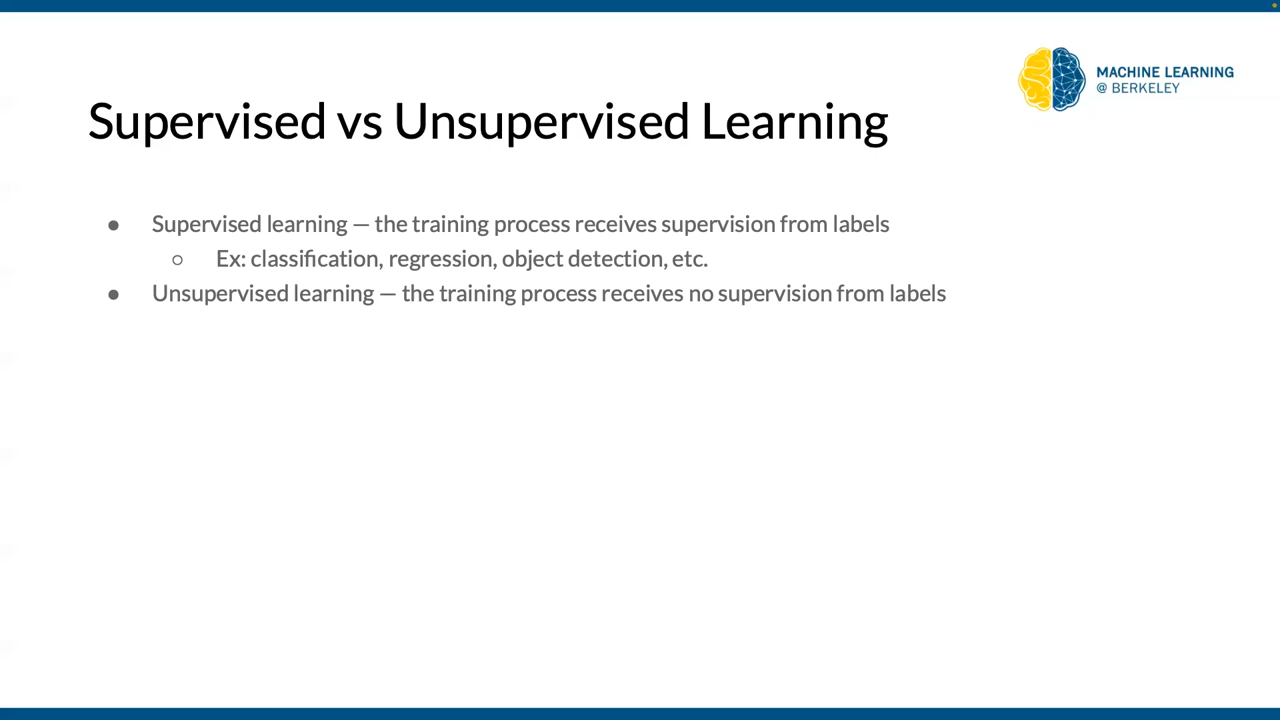 MACHINE LEARNING
@ BERKELEY
Supervised vs Unsupervised Learning
● Supervised learning — the training process receives supervision from labels
○ Ex: classification, regression, object detection, etc.
● Unsupervised learning — the training process receives no supervision from labels